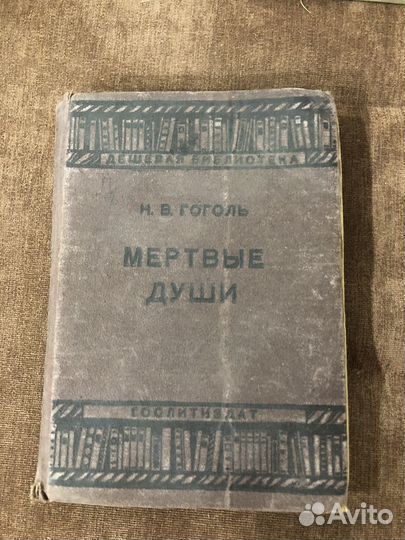 ДЕШЕВАЯ БИБЛИОТЕКА
Н. В. ГОГОЛЬ
МЕРТВЫЕ
ДУШИ
ГОСЛИТИЗДАТ
Avito